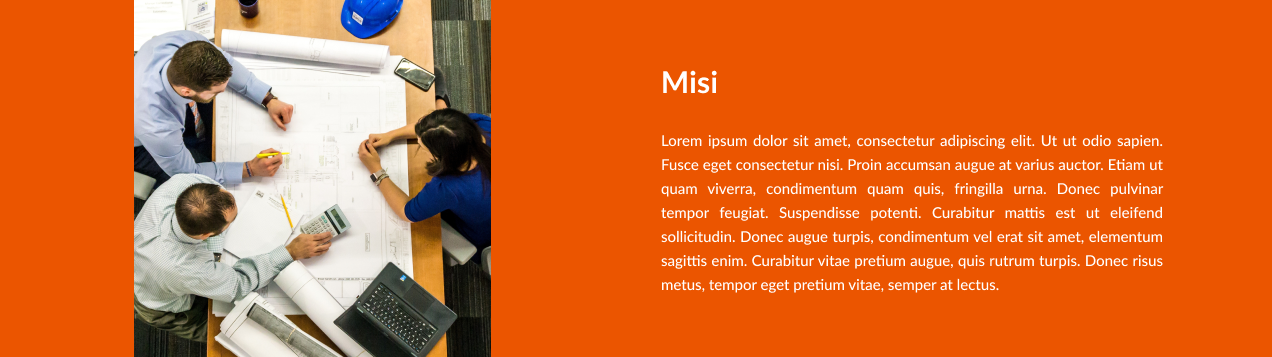 Misi
Lorem ipsum dolor sit amet, consectetur adipiscing elit. Ut ut odio sapien.
Fusce eget consectetur nisi. Proin accumsan augue at varius auctor. Etiam ut
quam viverra, condimentum quam quis, fringilla urna. Donec pulvinar
tempor feugiat. Suspendisse potenti. Curabitur mattis est ut eleifend
sollicitudin. Donec augue turpis, condimentum vel erat sit amet, elementum
sagittis enim. Curabitur vitae pretium augue, quis rutrum turpis. Donec risus
metus, tempor eget pretium vitae, semper at lectus.